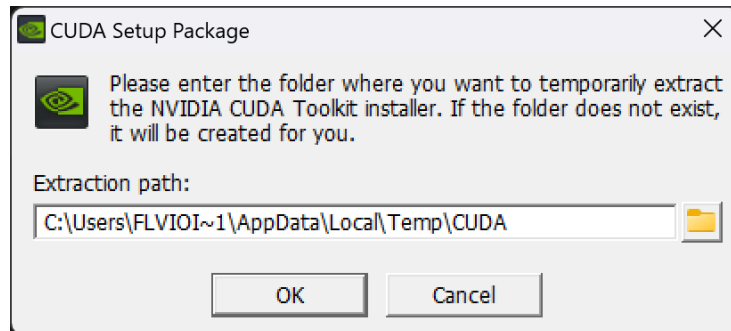 CUDA Setup Package
Please enter the folder where you want to temporarily extract
the NVIDIA CUDA Toolkit installer. If the folder does not exist,
it will be created for you.
Extraction path:
C:\Users\FLVIOI~1\AppData\Local\Temp\CUDA
OK
Cancel